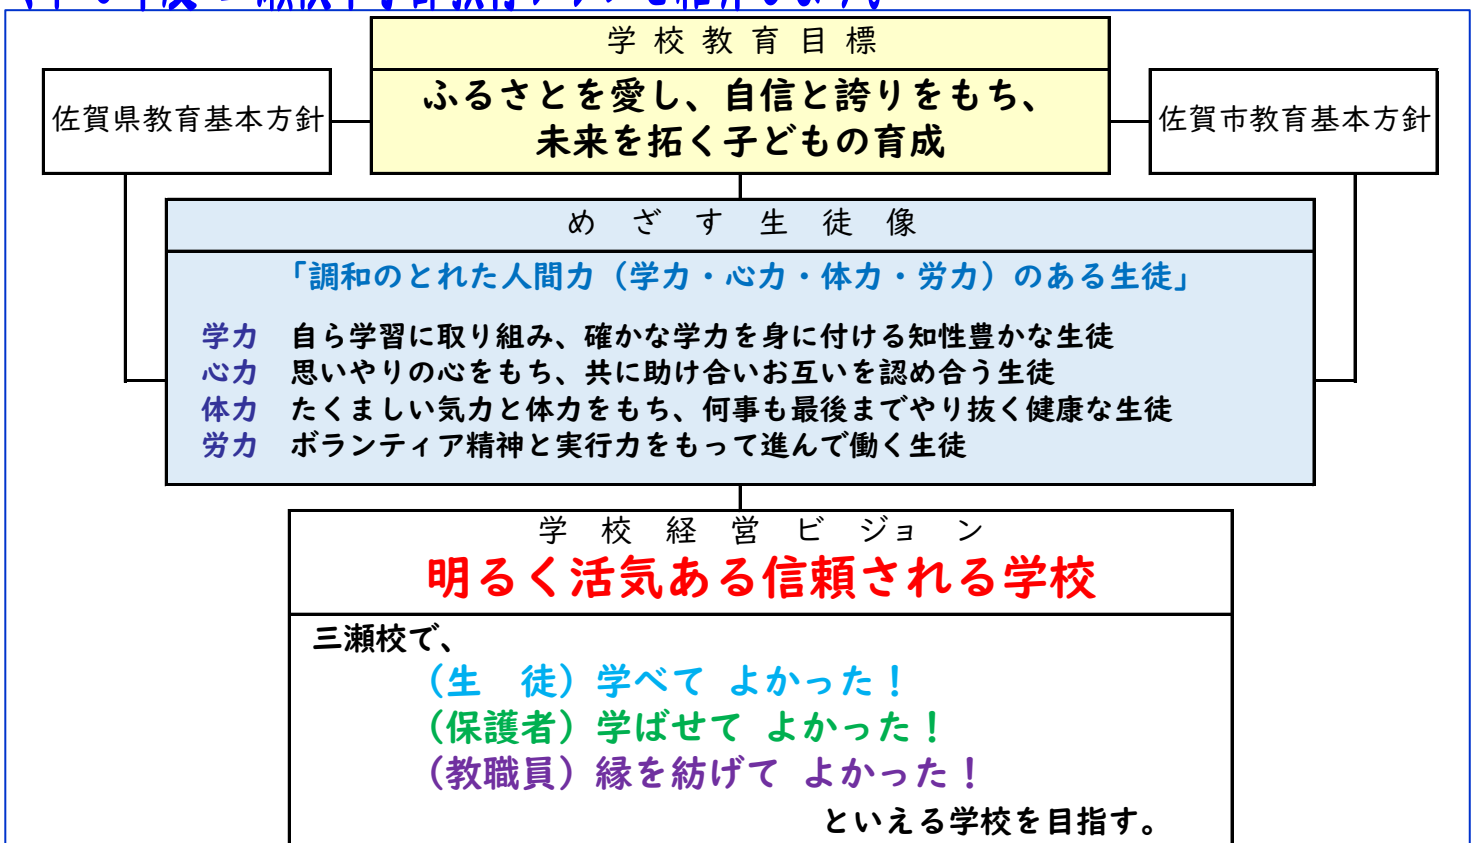 学校教育目標
ふるさとを愛し、自信と誇りをもち、
未来を拓く子どもの育成
佐賀県教育基本方針
佐賀市教育基本方針
めざす生徒像
「調和のとれた人間力（学力・心力・体力・労力）のある生徒」
学力 自ら学習に取り組み、確かな学力を身に付ける知性豊かな生徒
心力 思いやりの心をもち、共に助け合いお互いを認め合う生徒
体力 たくましい気力と体力をもち、何事も最後までやり抜く健康な生徒
労力 ボランティア精神と実行力をもって進んで働く生徒
学校経営ビジョン
明るく活気ある信頼される学校
三瀬校で、
（生　徒）学べて よかった！
（保護者）学ばせて よかった！
（教職員）縁を紡げて よかった！
といえる学校を目指す。